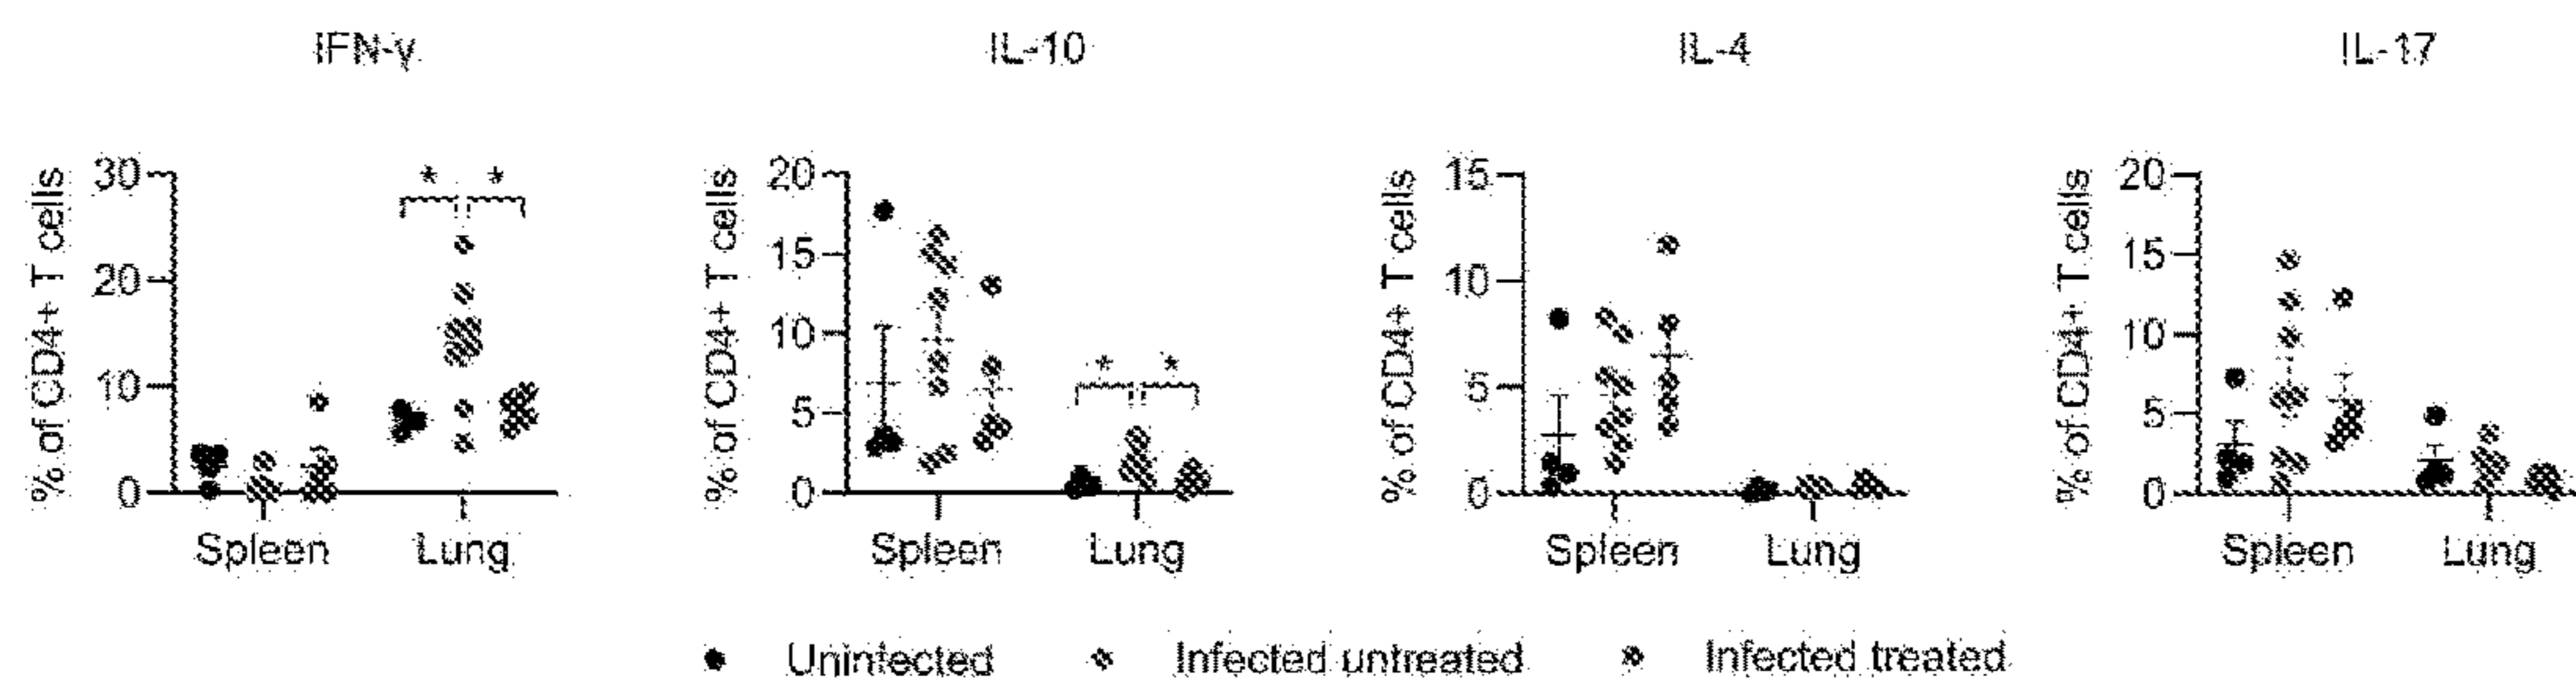 IFN-γ
IL-10
IL-4
IL-17
% of CD4+ T cells
30
20
10
0
* *
Spleen
Lung
% of CD4+ T cells
20
15
10
5
0
* *
Spleen
Lung
% of CD4+ T cells
15
10
5
0
Spleen
Lung
% of CD4+ T cells
20
15
10
5
0
Spleen
Lung
Uninfected
Infected untreated
Infected treated